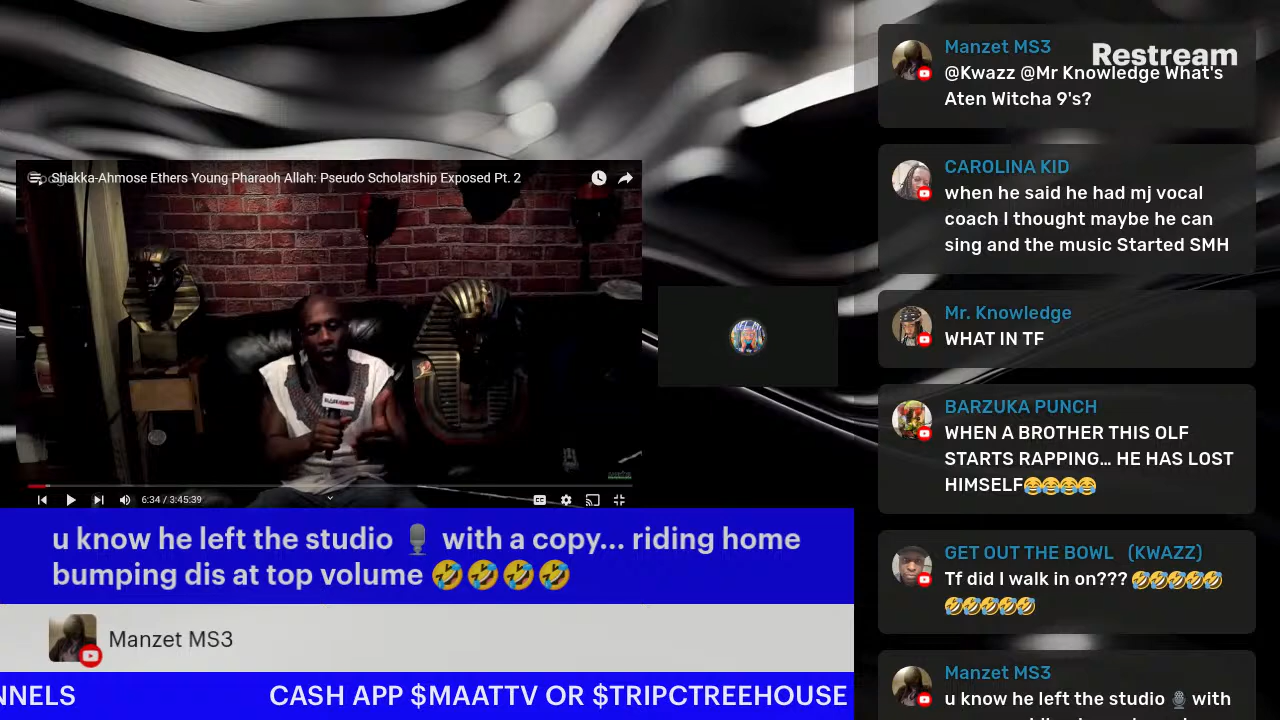 Restream
Manzet MS3
@Kwazz @Mr Knowledge What's
Aten Witcha 9's?
CAROLINA KID
when he said he had mj vocal
coach I thought maybe he can
sing and the music Started SMH
Mr. Knowledge
WHAT IN TF
BARZUKA PUNCH
WHEN A BROTHER THIS OLF
STARTS RAPPING... HE HAS LOST
HIMSELF😂😂😂😂
GET OUT THE BOWL (KWAZZ)
Tf did I walk in on??? 🤣🤣🤣🤣🤣
🤣🤣🤣🤣🤣
Manzet MS3
u know he left the studio 🎙️ with
Shakka-Ahmose Ethers Young Pharaoh Allah: Pseudo Scholarship Exposed Pt. 2
6:34 / 3:45:39
u know he left the studio 🎙️ with a copy... riding home
bumping dis at top volume 🤣🤣🤣🤣
Manzet MS3
NNELS CASH APP $MAATTV OR $TRIPCTREEHOUSE